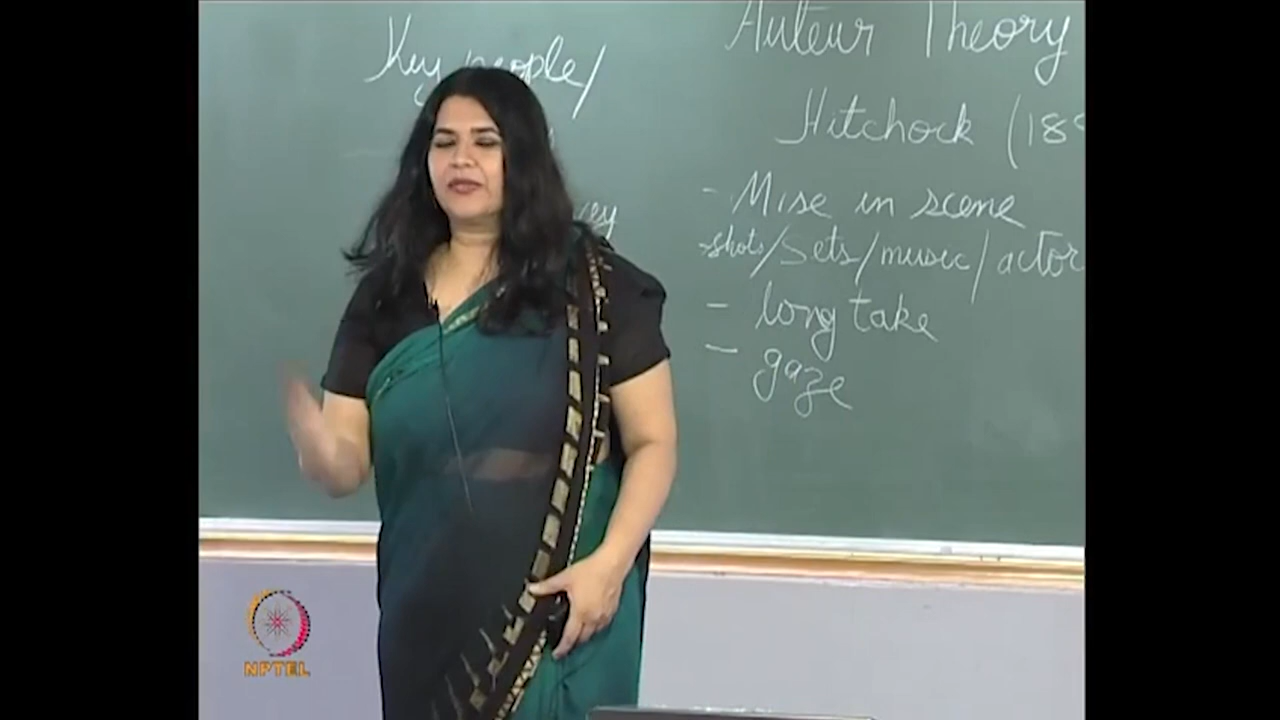 Key people/
Auteur Theory
Hitchock (18
- Mise in scene
- shots/sets/music/actor
- long take
- gaze
NPTEL